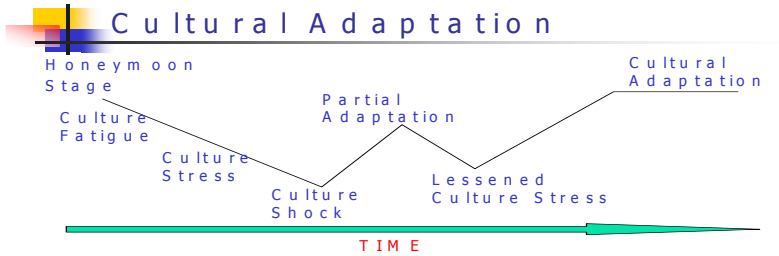 Cultural Adaptation
Honeymoon
Stage
Culture
Fatigue
Culture
Stress
Culture
Shock
Partial
Adaptation
Lessened
Culture Stress
Cultural
Adaptation
TIME